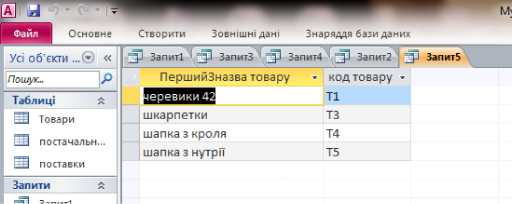 A
Му
Файл Основне Створити Зовнішні дані Знаряддя бази даних
Усі об'єкти ... «
Запит1 Запит3 Запит4 Запит2 Запит5
Пошук...
ПершийЗназва товару код товару
Таблиці
черевики 42 Т1
Товари
шкарпетки Т3
постачальн...
шапка з кроля Т4
поставки
шапка з нутрії Т5
Запити
Запит1